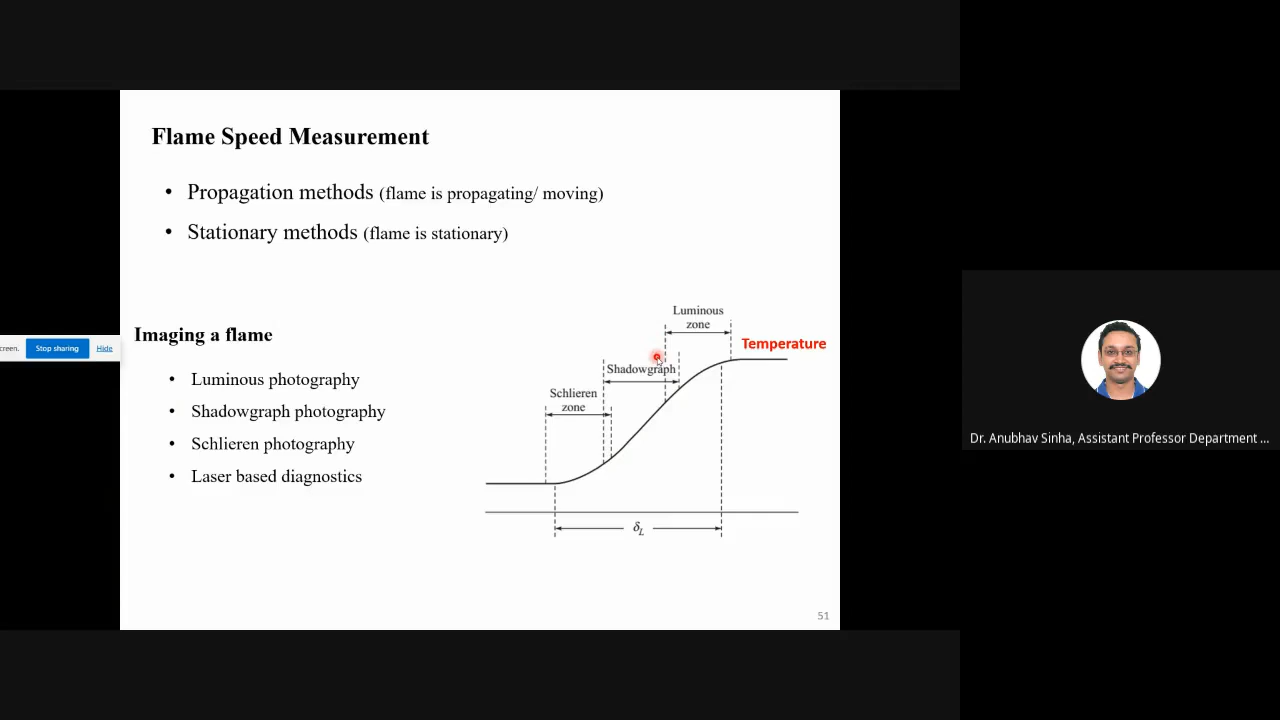 Flame Speed Measurement
• Propagation methods (flame is propagating/ moving)
• Stationary methods (flame is stationary)
Imaging a flame
• Luminous photography
• Shadowgraph photography
• Schlieren photography
• Laser based diagnostics
Luminous
zone
Temperature
Shadowgraph
Schlieren
zone
δL
51
creen.
Stop sharing
Hide
Dr. Anubhav Sinha, Assistant Professor Department ...